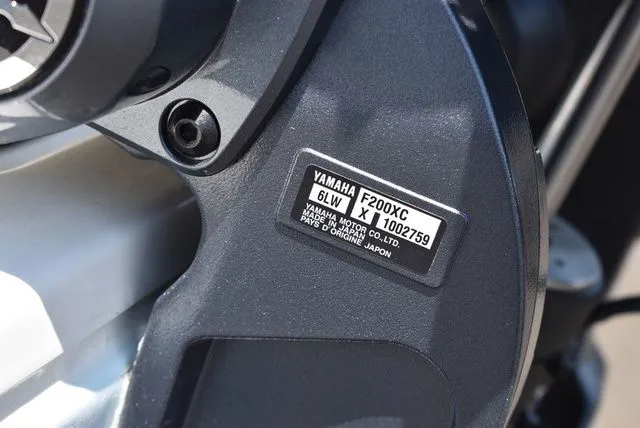 YAMAHA F200XC
6LW X 1002759
YAMAHA MOTOR CO., LTD.
MADE IN JAPAN
PAYS D'ORIGINE JAPON